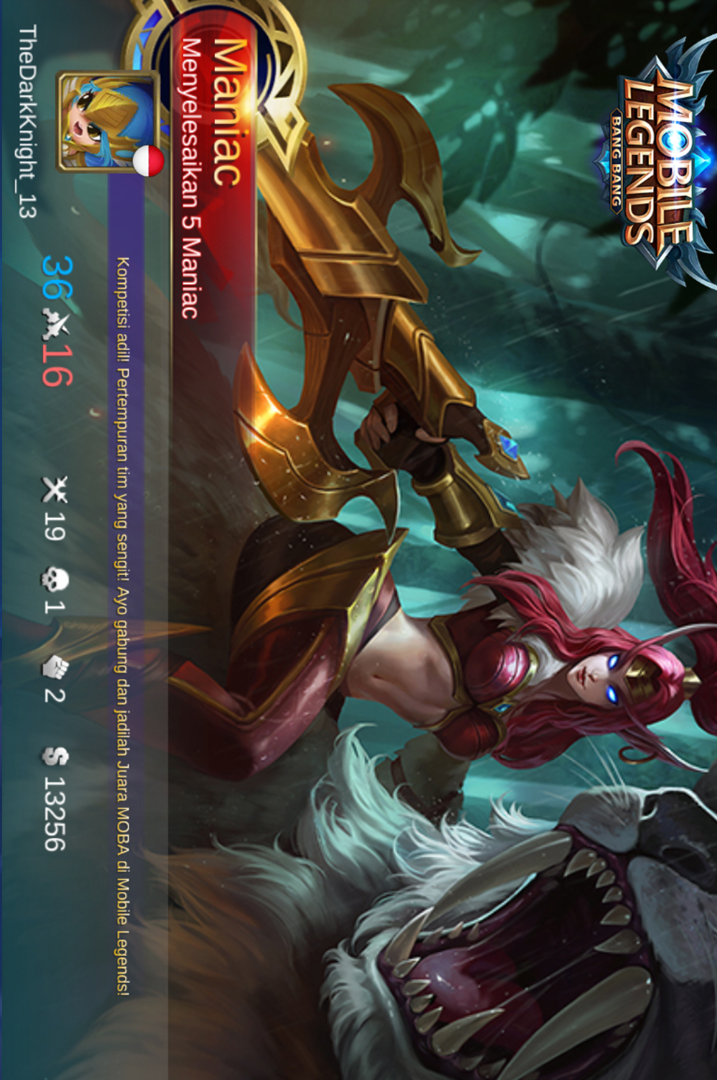 MOBILE
LEGENDS
BANG BANG
Maniac
Menyelesaikan 5 Maniac
Kompetisi adil! Pertempuran tim yang sengit! Ayo gabung dan jadilah Juara MOBA di Mobile Legends!
36 16 19 1 2 $ 13256
TheDarkKnight_13